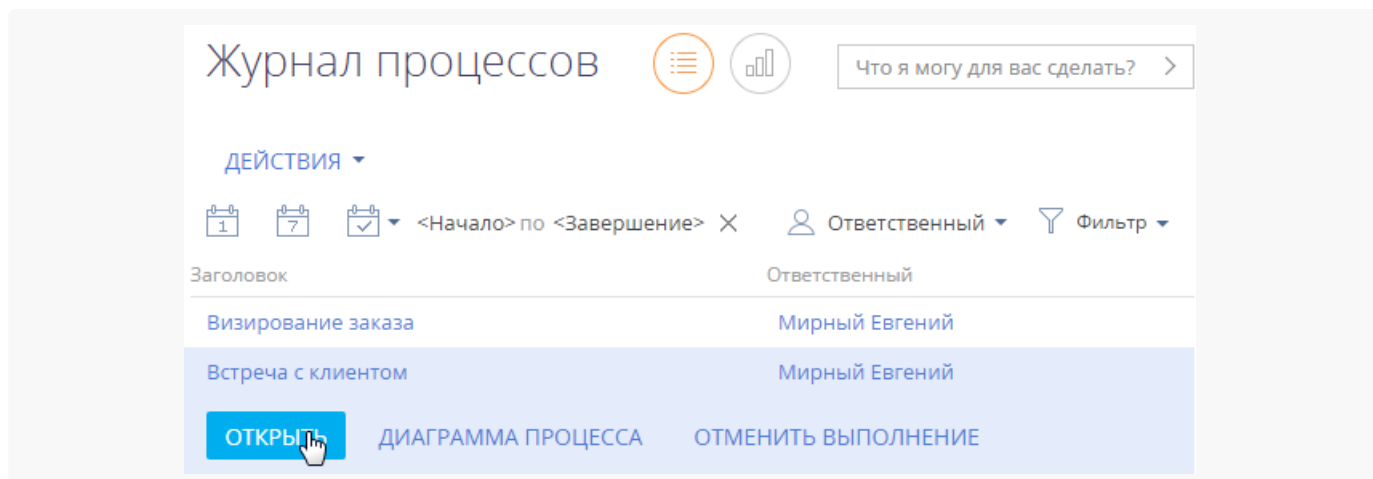 Журнал процессов Что я могу для вас сделать?
ДЕЙСТВИЯ
1 7 <Начало> по <Завершение> Ответственный Фильтр
Заголовок Ответственный
Визирование заказа Мирный Евгений
Встреча с клиентом Мирный Евгений
ОТКРЫТЬ ДИАГРАММА ПРОЦЕССА ОТМЕНИТЬ ВЫПОЛНЕНИЕ